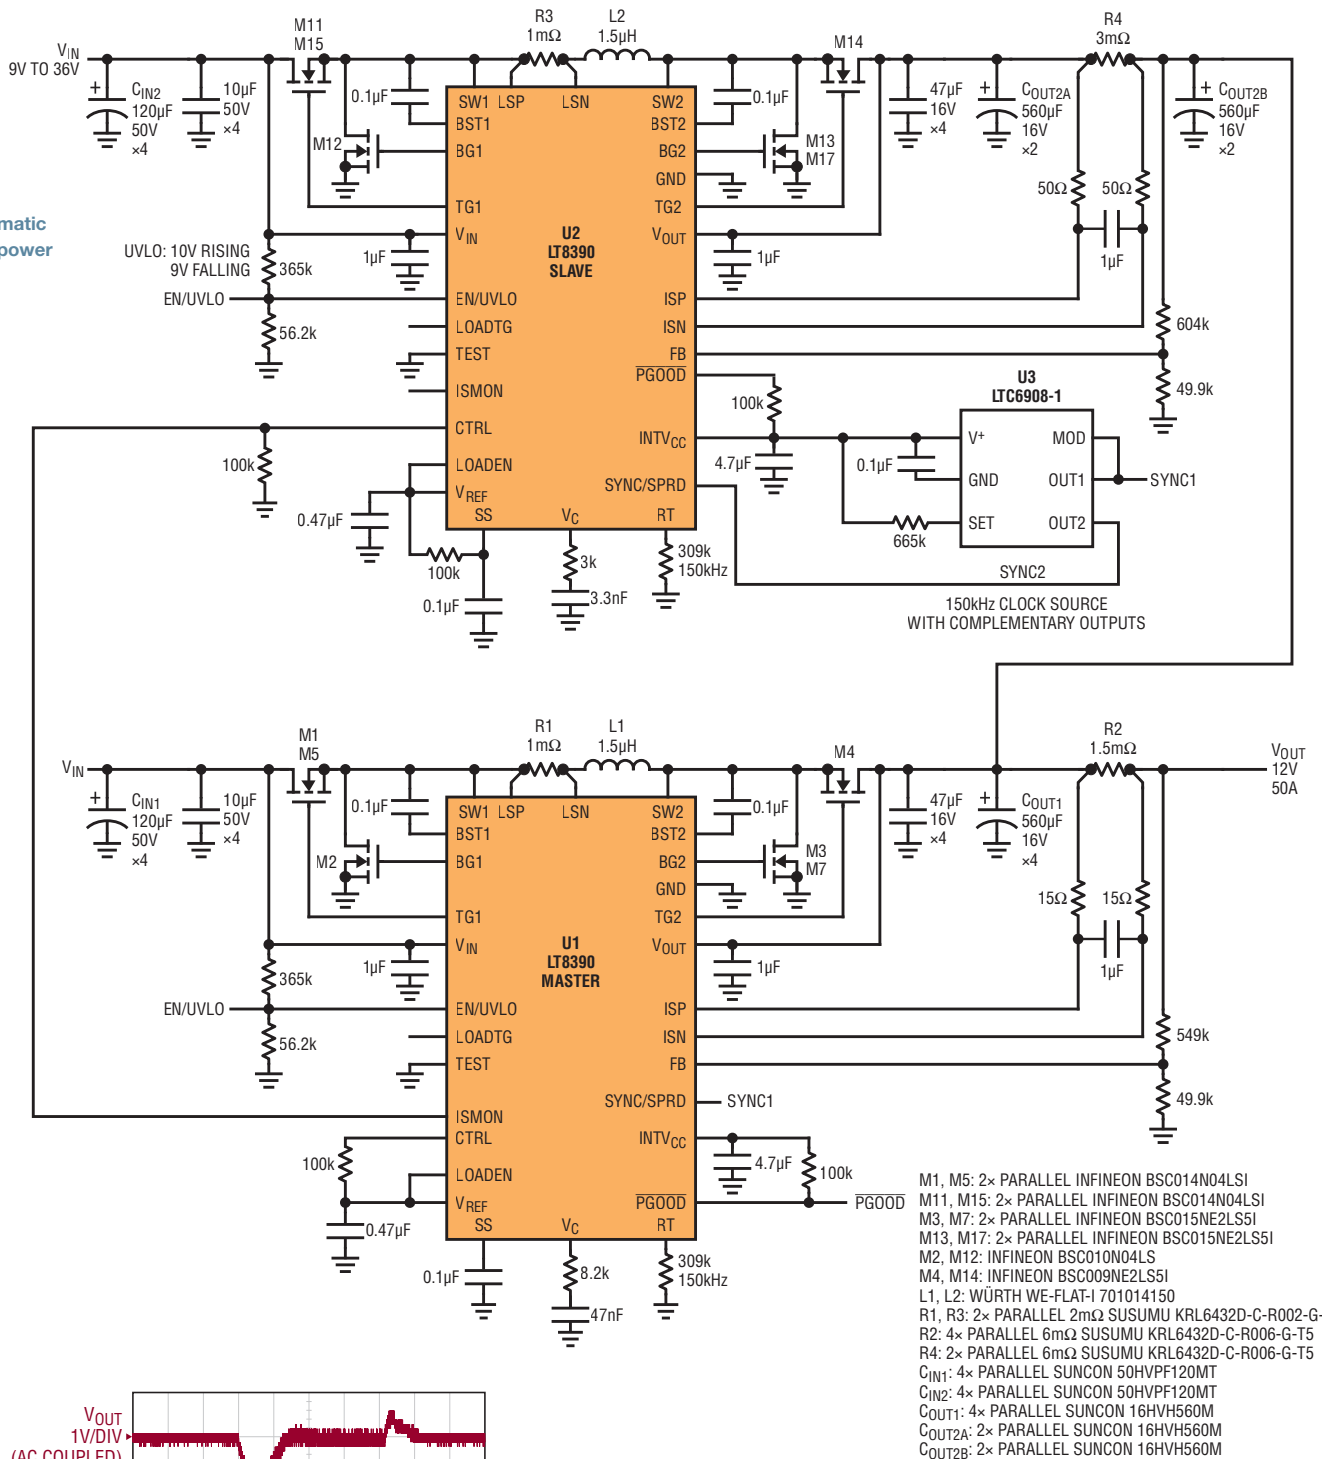 M11
M15
R3
1mΩ
L2
1.5µH
M14
R4
3mΩ
VIN
9V TO 36V
+
CIN2
120µF
50V
×4
10µF
50V
×4
0.1µF
SW1
LSP
LSN
SW2
0.1µF
47µF
16V
×4
+
COUT2A
560µF
16V
×2
+
COUT2B
560µF
16V
×2
BST1
BST2
M12
BG1
BG2
M13
M17
GND
50Ω
50Ω
TG1
TG2
matic
power
UVLO: 10V RISING
9V FALLING
365k
1µF
VIN
U2
LT8390
SLAVE
VOUT
1µF
1µF
EN/UVLO
EN/UVLO
ISP
56.2k
LOADTG
ISN
604k
TEST
FB
ISMON
PGOOD
49.9k
100k
U3
LTC6908-1
CTRL
INTVCC
V+
MOD
100k
LOADEN
4.7µF
0.1µF
GND
OUT1
SYNC1
VREF
SYNC/SPRD
0.47µF
SS
VC
RT
SET
OUT2
665k
100k
3k
309k
150kHz
SYNC2
0.1µF
3.3nF
150kHz CLOCK SOURCE
WITH COMPLEMENTARY OUTPUTS
M1
M5
R1
1mΩ
L1
1.5µH
M4
R2
1.5mΩ
VIN
VOUT
12V
50A
+
CIN1
120µF
50V
×4
10µF
50V
×4
0.1µF
SW1
LSP
LSN
SW2
0.1µF
47µF
16V
×4
+
COUT1
560µF
16V
×4
BST1
BST2
M2
BG1
BG2
M3
M7
GND
15Ω
15Ω
TG1
TG2
365k
1µF
VIN
U1
LT8390
MASTER
VOUT
1µF
1µF
EN/UVLO
EN/UVLO
ISP
56.2k
LOADTG
ISN
549k
TEST
FB
SYNC/SPRD
SYNC1
49.9k
ISMON
CTRL
INTVCC
100k
4.7µF
100k
LOADEN
VREF
PGOOD
PGOOD
0.47µF
SS
VC
RT
0.1µF
8.2k
309k
150kHz
47nF
M1, M5: 2× PARALLEL INFINEON BSC014N04LSI
M11, M15: 2× PARALLEL INFINEON BSC014N04LSI
M3, M7: 2× PARALLEL INFINEON BSC015NE2LS5I
M13, M17: 2× PARALLEL INFINEON BSC015NE2LS5I
M2, M12: INFINEON BSC010N04LS
M4, M14: INFINEON BSC009NE2LS5I
L1, L2: WÜRTH WE-FLAT-I 701014150
R1, R3: 2× PARALLEL 2mΩ SUSUMU KRL6432D-C-R002-G-
R2: 4× PARALLEL 6mΩ SUSUMU KRL6432D-C-R006-G-T5
R4: 2× PARALLEL 6mΩ SUSUMU KRL6432D-C-R006-G-T5
CIN1: 4× PARALLEL SUNCON 50HVPF120MT
CIN2: 4× PARALLEL SUNCON 50HVPF120MT
COUT1: 4× PARALLEL SUNCON 16HVH560M
COUT2A: 2× PARALLEL SUNCON 16HVH560M
COUT2B: 2× PARALLEL SUNCON 16HVH560M
VOUT
1V/DIV
(AC COUPLED)